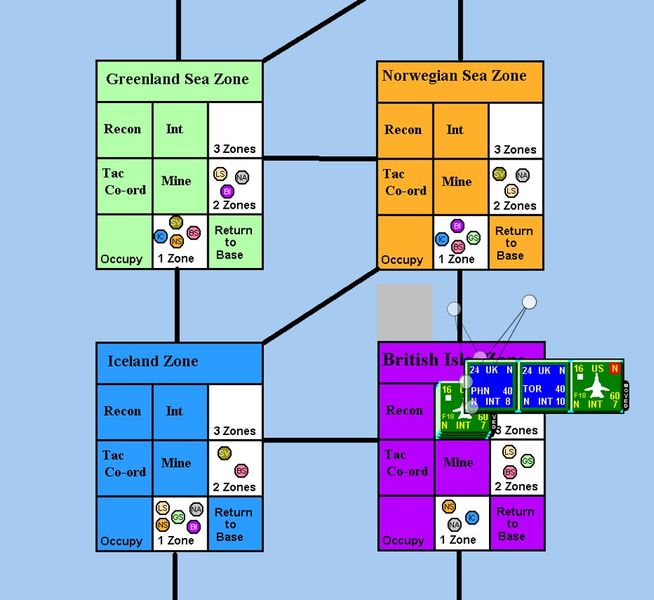 Greenland Sea Zone
Recon Int
3 Zones
Tac Co-ord
Mine
LS NA
BI
2 Zones
SV
IC NS BS
Occupy
1 Zone
Return to Base
Norwegian Sea Zone
Recon Int
3 Zones
Tac Co-ord
Mine
SV NA
LS
2 Zones
BI
IC BS GS
Occupy
1 Zone
Return to Base
Iceland Zone
Recon Int
3 Zones
Tac Co-ord
Mine
SV
BS
2 Zones
LS NA
GS
NS BI
Occupy
1 Zone
Return to Base
British Isles Zone
24 UK N
PHN 40
N INT 8
24 UK N
TOR 40
N INT 10
16 US N
F18 60
N INT 7
Recon
16 U
F18 60
N INT 7
3 Zones
Tac Co-ord
Mine
LS
GS
BS
2 Zones
NS
IC
NA
Occupy
1 Zone
Return to Base